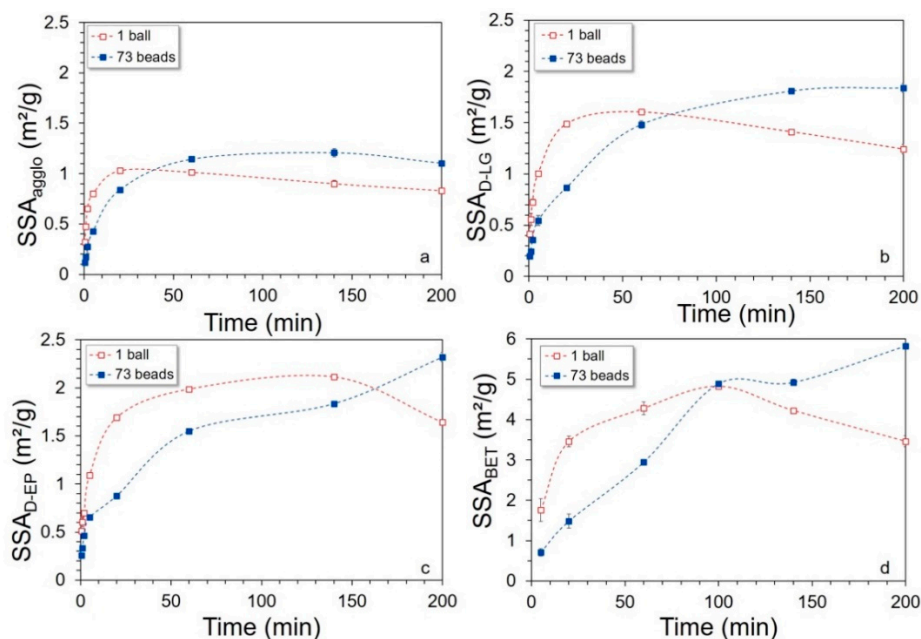 2.5
2
1.5
1
0.5
0
SSAagglo (m²/g)
1 ball
73 beads
a
0 50 100 150 200
Time (min)
2.5
2
1.5
1
0.5
0
SSAD-LG (m²/g)
1 ball
73 beads
b
0 50 100 150 200
Time (min)
2.5
2
1.5
1
0.5
0
SSAD-EP (m²/g)
1 ball
73 beads
c
0 50 100 150 200
Time (min)
6
5
4
3
2
1
0
SSABET (m²/g)
1 ball
73 beads
d
0 50 100 150 200
Time (min)